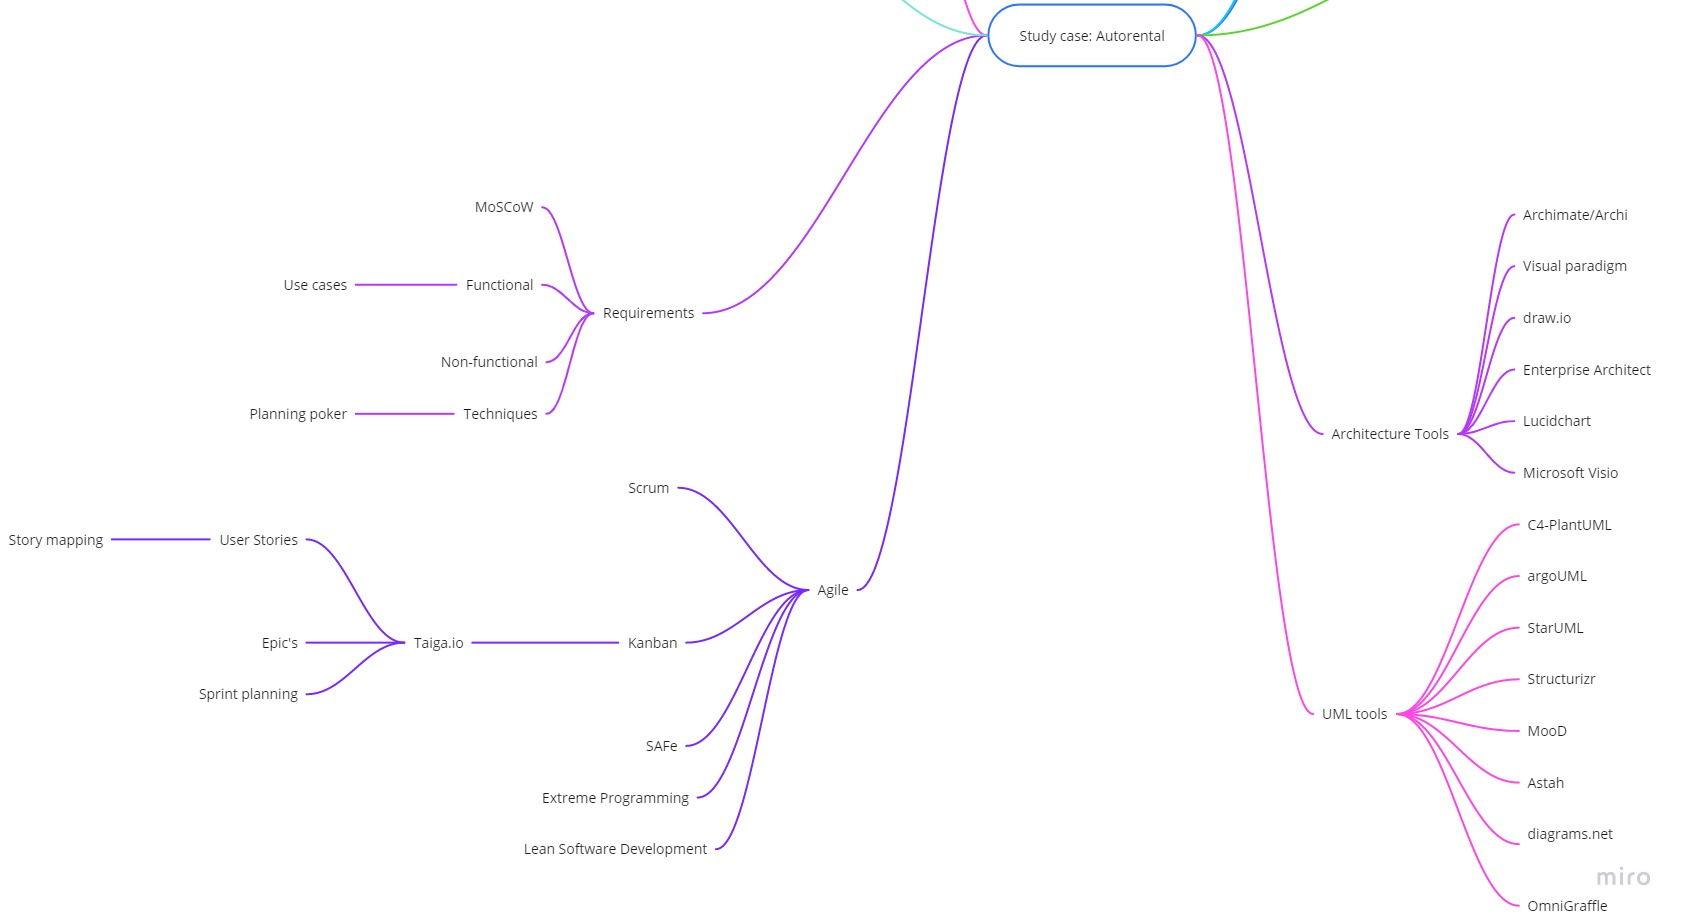 Study case: Autorental
MoSCoW
Use cases
Functional
Requirements
Non-functional
Planning poker
Techniques
Scrum
Story mapping
User Stories
Agile
Epic's
Taiga.io
Kanban
Sprint planning
SAFe
Extreme Programming
Lean Software Development
Archimate/Archi
Visual paradigm
draw.io
Enterprise Architect
Lucidchart
Architecture Tools
Microsoft Visio
C4-PlantUML
argoUML
StarUML
Structurizr
UML tools
MooD
Astah
diagrams.net
miro
OmniGraffle